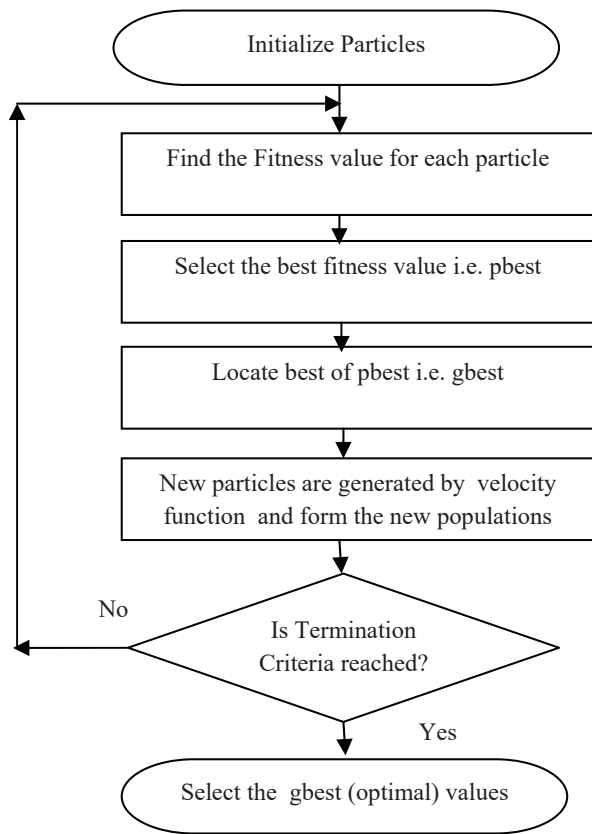 Initialize Particles
Find the Fitness value for each particle
Select the best fitness value i.e. pbest
Locate best of pbest i.e. gbest
New particles are generated by velocity
function and form the new populations
No
Is Termination
Criteria reached?
Yes
Select the gbest (optimal) values